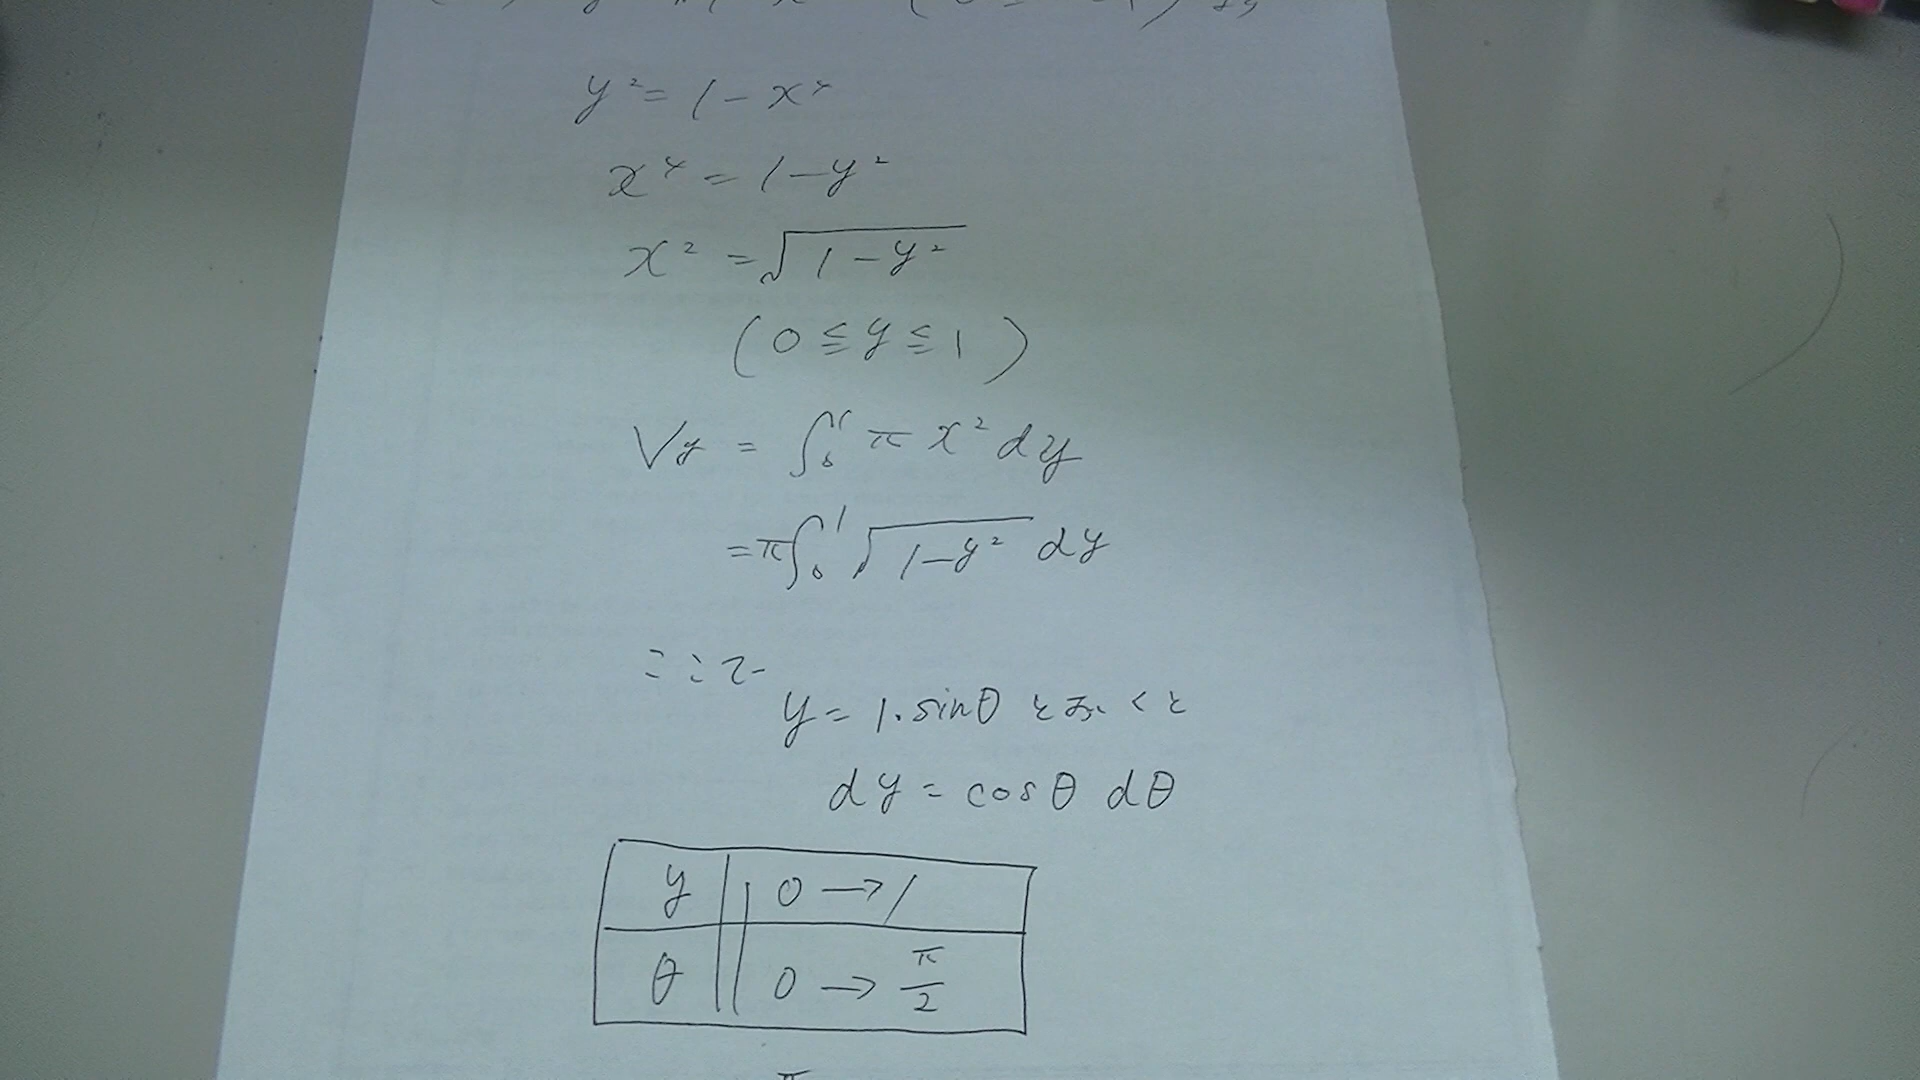 y² = 1 - x⁴
x⁴ = 1 - y²
x² = √(1 - y²)
(0 ≦ y ≦ 1)
Vy = ∫₀¹ π x² dy
= π∫₀¹ √(1 - y²) dy
ここで
y = 1·sinθ とおくと
dy = cosθ dθ
y 0 → 1
θ 0 → π/2